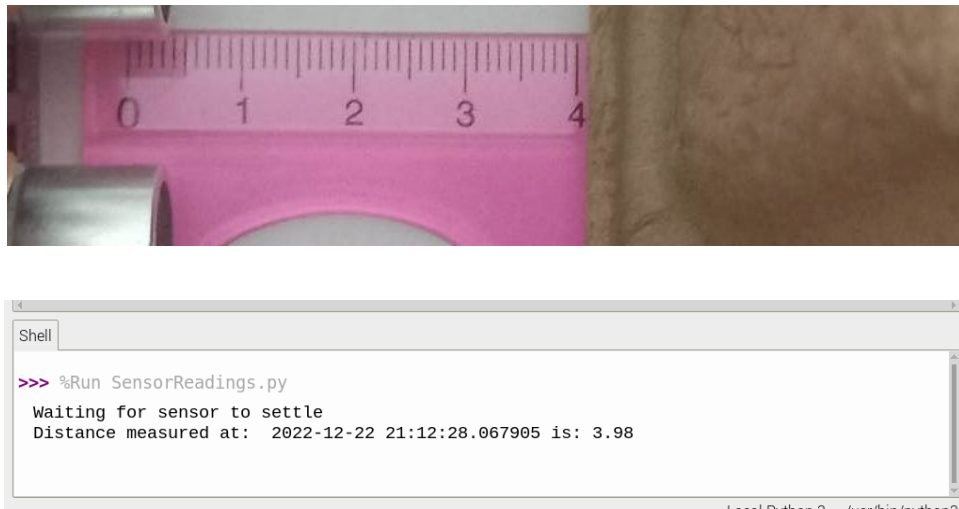 0 1 2 3 4
Shell
>>> %Run SensorReadings.py
Waiting for sensor to settle
Distance measured at:  2022-12-22 21:12:28.067905 is: 3.98